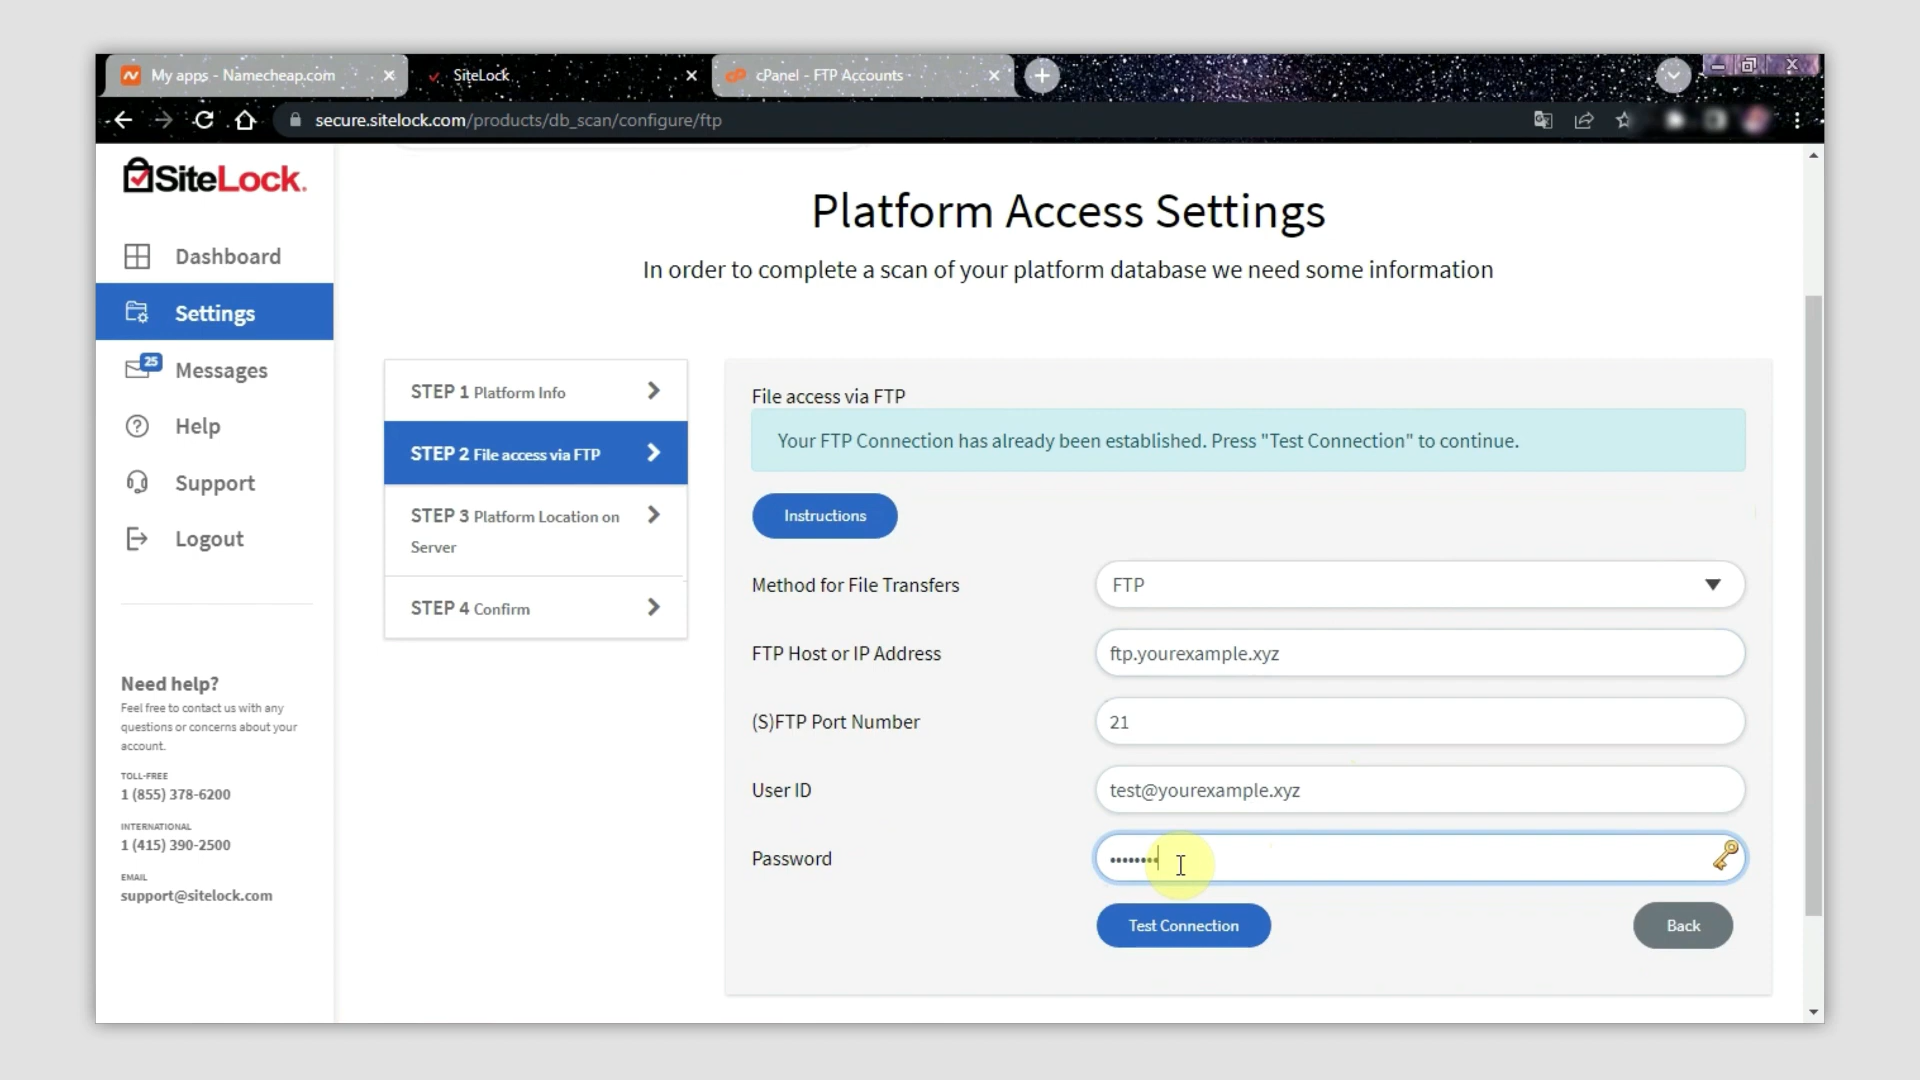 My apps - Namecheap.com
SiteLock
cPanel - FTP Accounts
secure.sitelock.com/products/db_scan/configure/ftp
SiteLock.
Dashboard
Settings
25
Messages
Help
Support
Logout
Need help?
Feel free to contact us with any
questions or concerns about your
account.
TOLL-FREE
1 (855) 378-6200
INTERNATIONAL
1 (415) 390-2500
EMAIL
support@sitelock.com
Platform Access Settings
In order to complete a scan of your platform database we need some information
STEP 1 Platform Info
STEP 2 File access via FTP
STEP 3 Platform Location on
Server
STEP 4 Confirm
File access via FTP
Your FTP Connection has already been established. Press "Test Connection" to continue.
Instructions
Method for File Transfers
FTP
FTP Host or IP Address
ftp.yourexample.xyz
(S)FTP Port Number
21
User ID
test@yourexample.xyz
Password
••••••••
Test Connection
Back